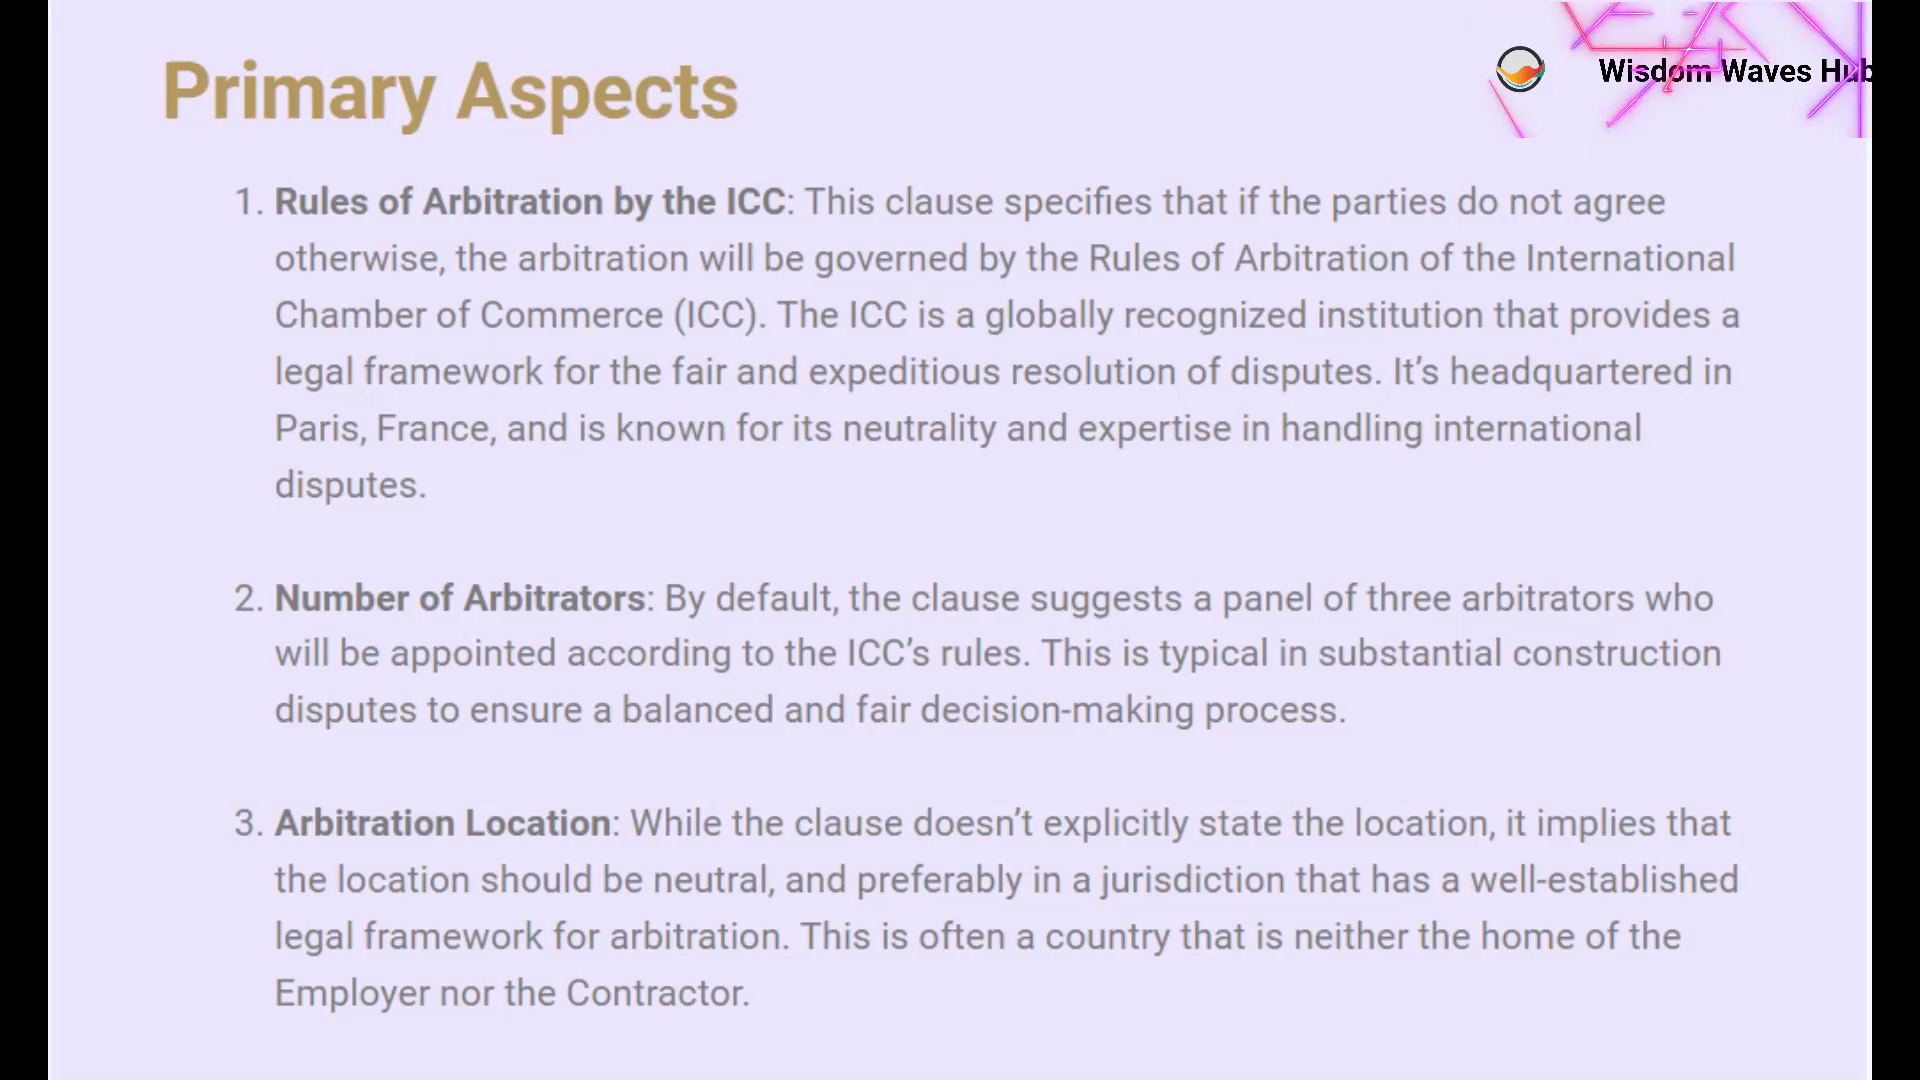 Primary Aspects
Wisdom Waves Hub
1. Rules of Arbitration by the ICC: This clause specifies that if the parties do not agree
otherwise, the arbitration will be governed by the Rules of Arbitration of the International
Chamber of Commerce (ICC). The ICC is a globally recognized institution that provides a
legal framework for the fair and expeditious resolution of disputes. It’s headquartered in
Paris, France, and is known for its neutrality and expertise in handling international
disputes.
2. Number of Arbitrators: By default, the clause suggests a panel of three arbitrators who
will be appointed according to the ICC’s rules. This is typical in substantial construction
disputes to ensure a balanced and fair decision-making process.
3. Arbitration Location: While the clause doesn’t explicitly state the location, it implies that
the location should be neutral, and preferably in a jurisdiction that has a well-established
legal framework for arbitration. This is often a country that is neither the home of the
Employer nor the Contractor.